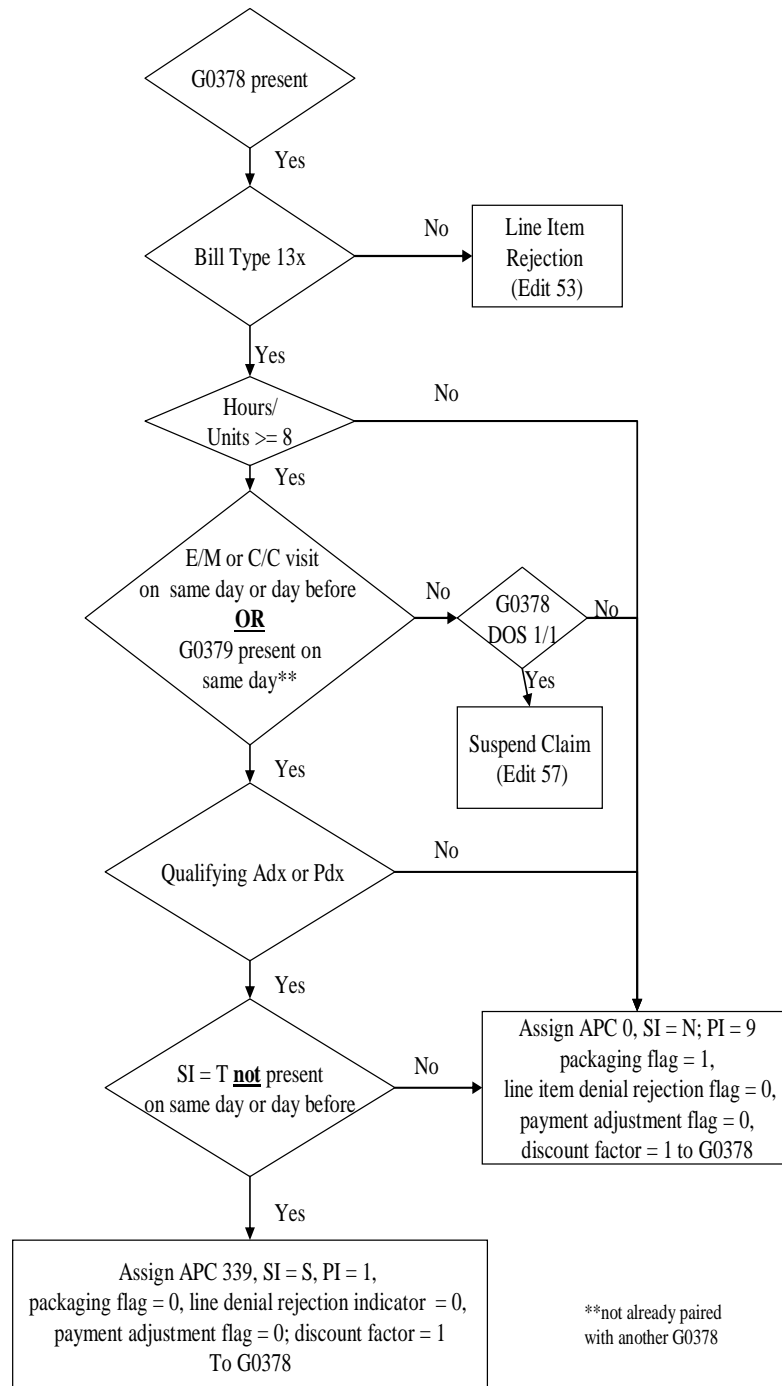 G0378 present
Yes
Bill Type 13x
No
Line Item
Rejection
(Edit 53)
Yes
Hours/
Units >= 8
No
Yes
E/M or C/C visit
on same day or day before
OR
G0379 present on
same day**
No
G0378
DOS 1/1
No
Yes
Suspend Claim
(Edit 57)
Yes
Qualifying Adx or Pdx
No
Yes
SI = T not present
on same day or day before
No
Assign APC 0, SI = N; PI = 9
packaging flag = 1,
line item denial rejection flag = 0,
payment adjustment flag = 0,
discount factor = 1 to G0378
Yes
Assign APC 339, SI = S, PI = 1,
packaging flag = 0, line denial rejection indicator = 0,
payment adjustment flag = 0; discount factor = 1
To G0378
**not already paired
with another G0378